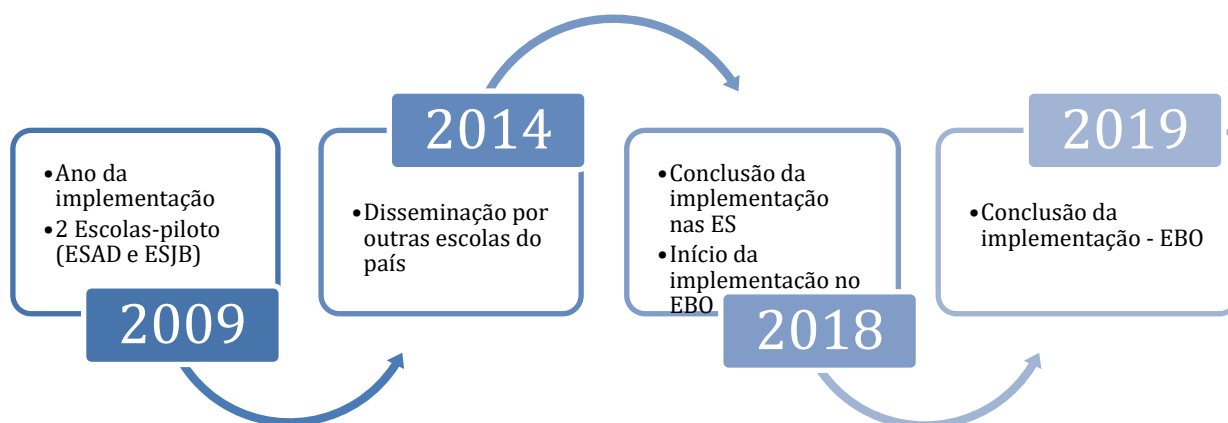 •Ano da
implementação
•2 Escolas-piloto
(ESAD e ESJB)
2009
2014
•Disseminação por
outras escolas do
país
•Conclusão da
implementação
nas ES
•Início da
implementação no
EBO
2018
2019
•Conclusão da
implementação - EBO